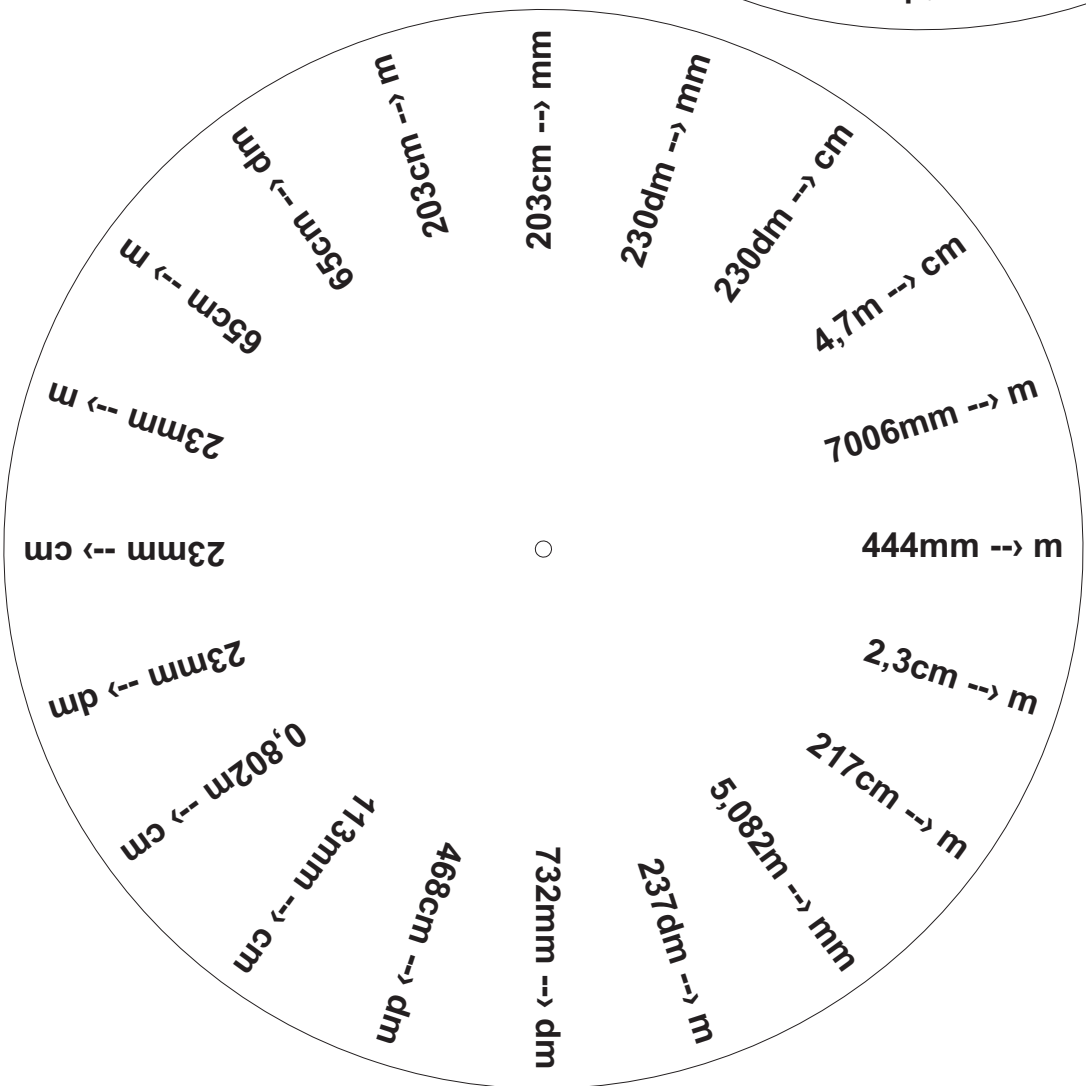 203cm --> mm
230dm --> mm
230dm --> cm
4,7m --> cm
7006mm --> m
444mm --> m
2,3cm --> m
217cm --> m
5,082m --> mm
237dm --> m
732mm --> dm
468cm --> dm
113mm --> cm
0,802m --> cm
23mm --> dm
23mm --> cm
23mm --> m
65cm --> m
65cm --> dm
203cm --> m